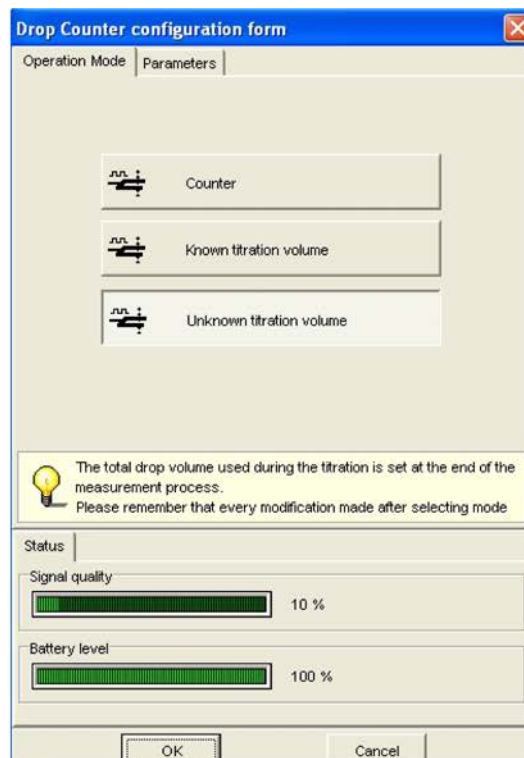 Drop Counter configuration form
Operation Mode
Parameters
Counter
Known titration volume
Unknown titration volume
The total drop volume used during the titration is set at the end of the
measurement process.
Please remember that every modification made after selecting mode
Status
Signal quality
10 %
Battery level
100 %
OK
Cancel